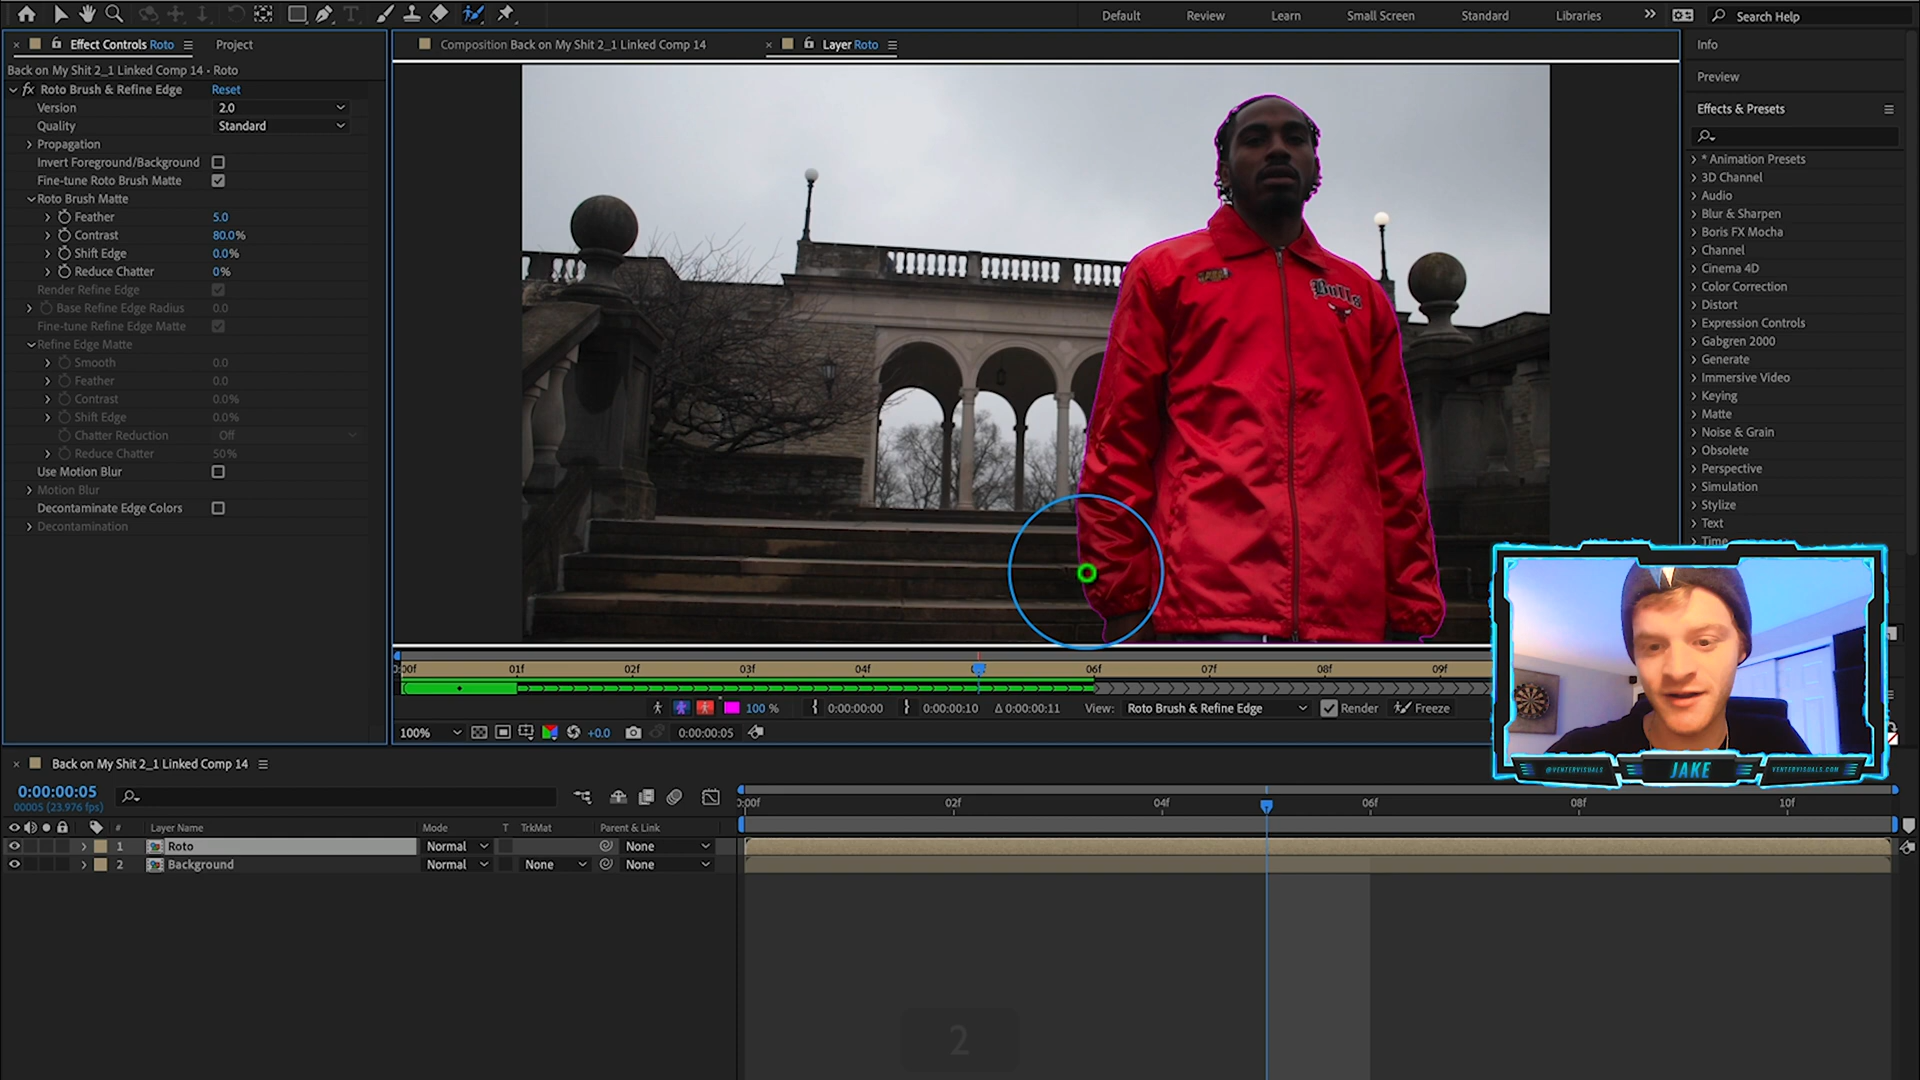 Default
Review
Learn
Small Screen
Standard
Libraries
Search Help
Effect Controls Roto
Project
Composition Back on My Shit 2_1 Linked Comp 14
Layer Roto
Info
Back on My Shit 2_1 Linked Comp 14 • Roto
fx Roto Brush & Refine Edge Reset
Version 2.0
Quality Standard
Propagation
Invert Foreground/Background
Fine-tune Roto Brush Matte
Roto Brush Matte
Feather 5.0
Contrast 80.0%
Shift Edge 0.0%
Reduce Chatter 0%
Render Refine Edge
Base Refine Edge Radius 0.0
Fine-tune Refine Edge Matte
Refine Edge Matte
Smooth 0.0
Feather 0.0
Contrast 0.0%
Shift Edge 0.0%
Chatter Reduction Off
Reduce Chatter 50%
Use Motion Blur
Motion Blur
Decontaminate Edge Colors
Decontamination
Bulls
Preview
Effects & Presets
* Animation Presets
3D Channel
Audio
Blur & Sharpen
Boris FX Mocha
Channel
Cinema 4D
Color Correction
Distort
Expression Controls
Gabgren 2000
Generate
Immersive Video
Keying
Matte
Noise & Grain
Obsolete
Perspective
Simulation
Stylize
Text
Time
00f 01f 02f 03f 04f 06f 07f 08f 09f
100 % 0:00:00:00 0:00:00:10 Δ 0:00:00:11 View: Roto Brush & Refine Edge Render Freeze
100% +0.0 0:00:00:05
@VENTERVISUALS JAKE VENTERVISUALS.COM
Back on My Shit 2_1 Linked Comp 14
0:00:00:05
00005 (23.976 fps)
:00f 02f 04f 06f 08f 10f
# Layer Name Mode T TrkMat Parent & Link
1 Roto Normal None
2 Background Normal None None
2